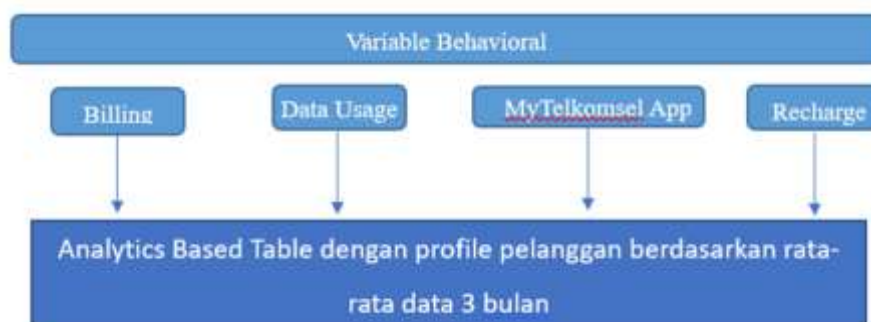 Variable Behavioral
Billing
Data Usage
MyTelkomsel App
Recharge
Analytics Based Table dengan profile pelanggan berdasarkan rata-
rata data 3 bulan